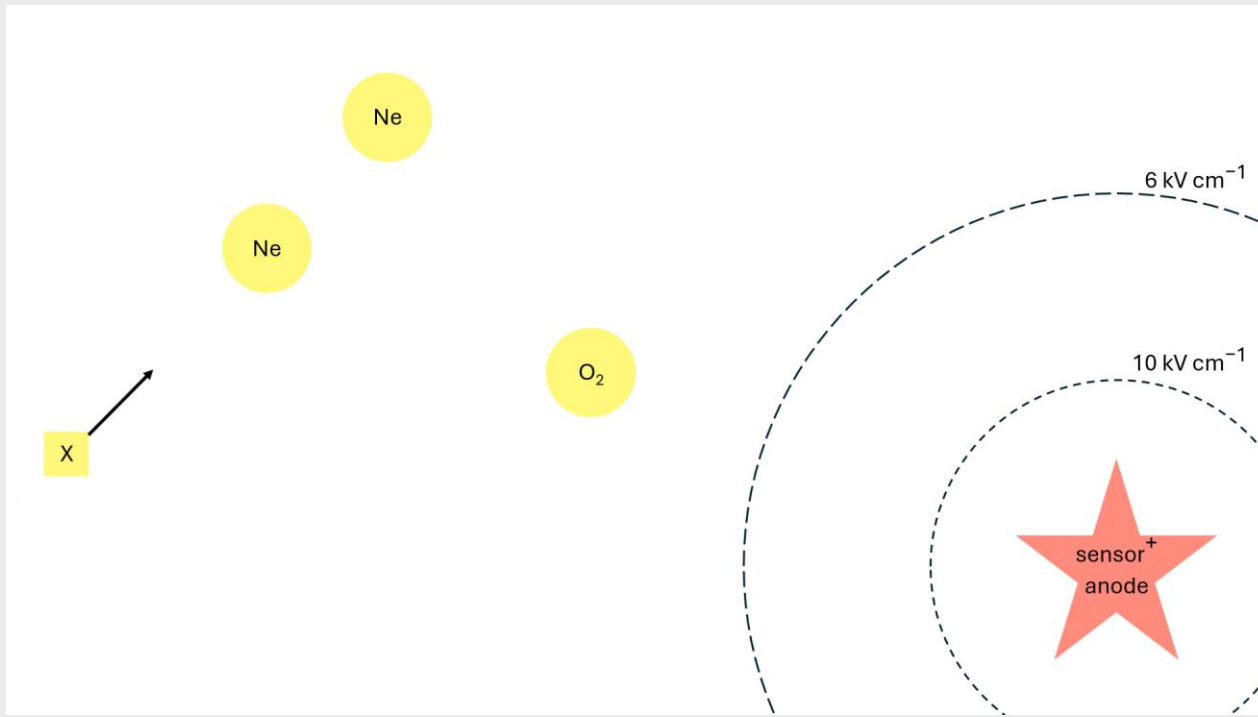 Ne
6 kV cm⁻¹
Ne
10 kV cm⁻¹
O₂
X
sensor⁺
anode